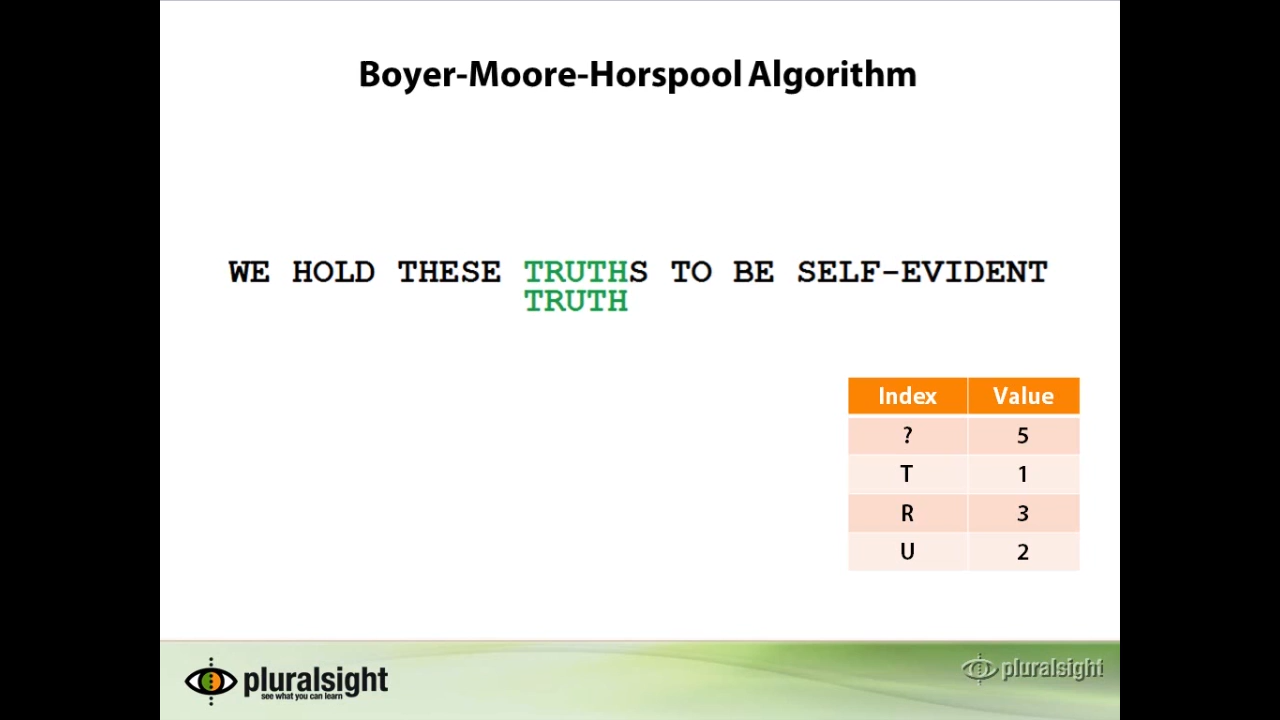 Boyer-Moore-Horspool Algorithm
WE HOLD THESE TRUTHS TO BE SELF-EVIDENT
TRUTH
Index Value
? 5
T 1
R 3
U 2
pluralsight
see what you can learn
pluralsight